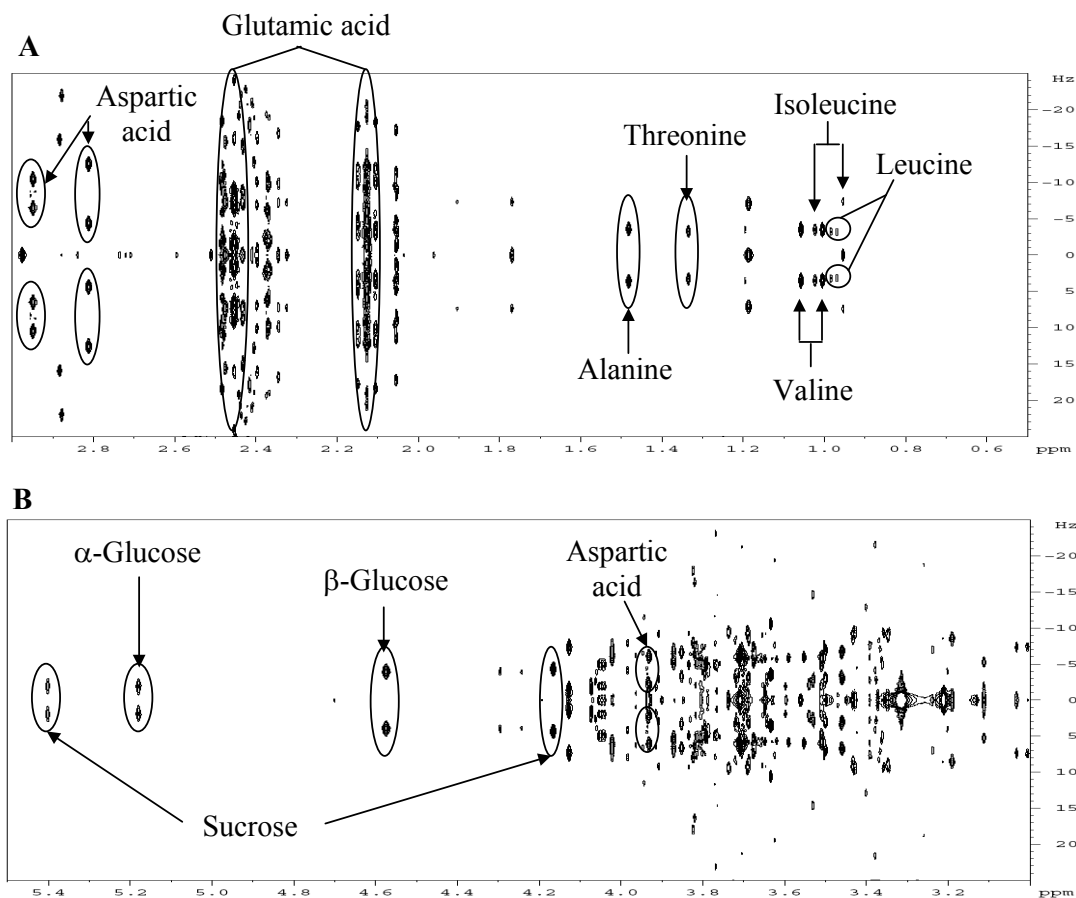 A
Glutamic acid
Aspartic
acid
Isoleucine
Threonine
Leucine
Alanine
Valine
Hz
-20
-15
-10
-5
0
5
10
15
20
2.8 2.6 2.4 2.2 2.0 1.8 1.6 1.4 1.2 1.0 0.8 0.6 ppm
B
α-Glucose
β-Glucose
Aspartic
acid
Sucrose
Hz
-20
-15
-10
-5
0
5
10
15
20
5.4 5.2 5.0 4.8 4.6 4.4 4.2 4.0 3.8 3.6 3.4 3.2 ppm